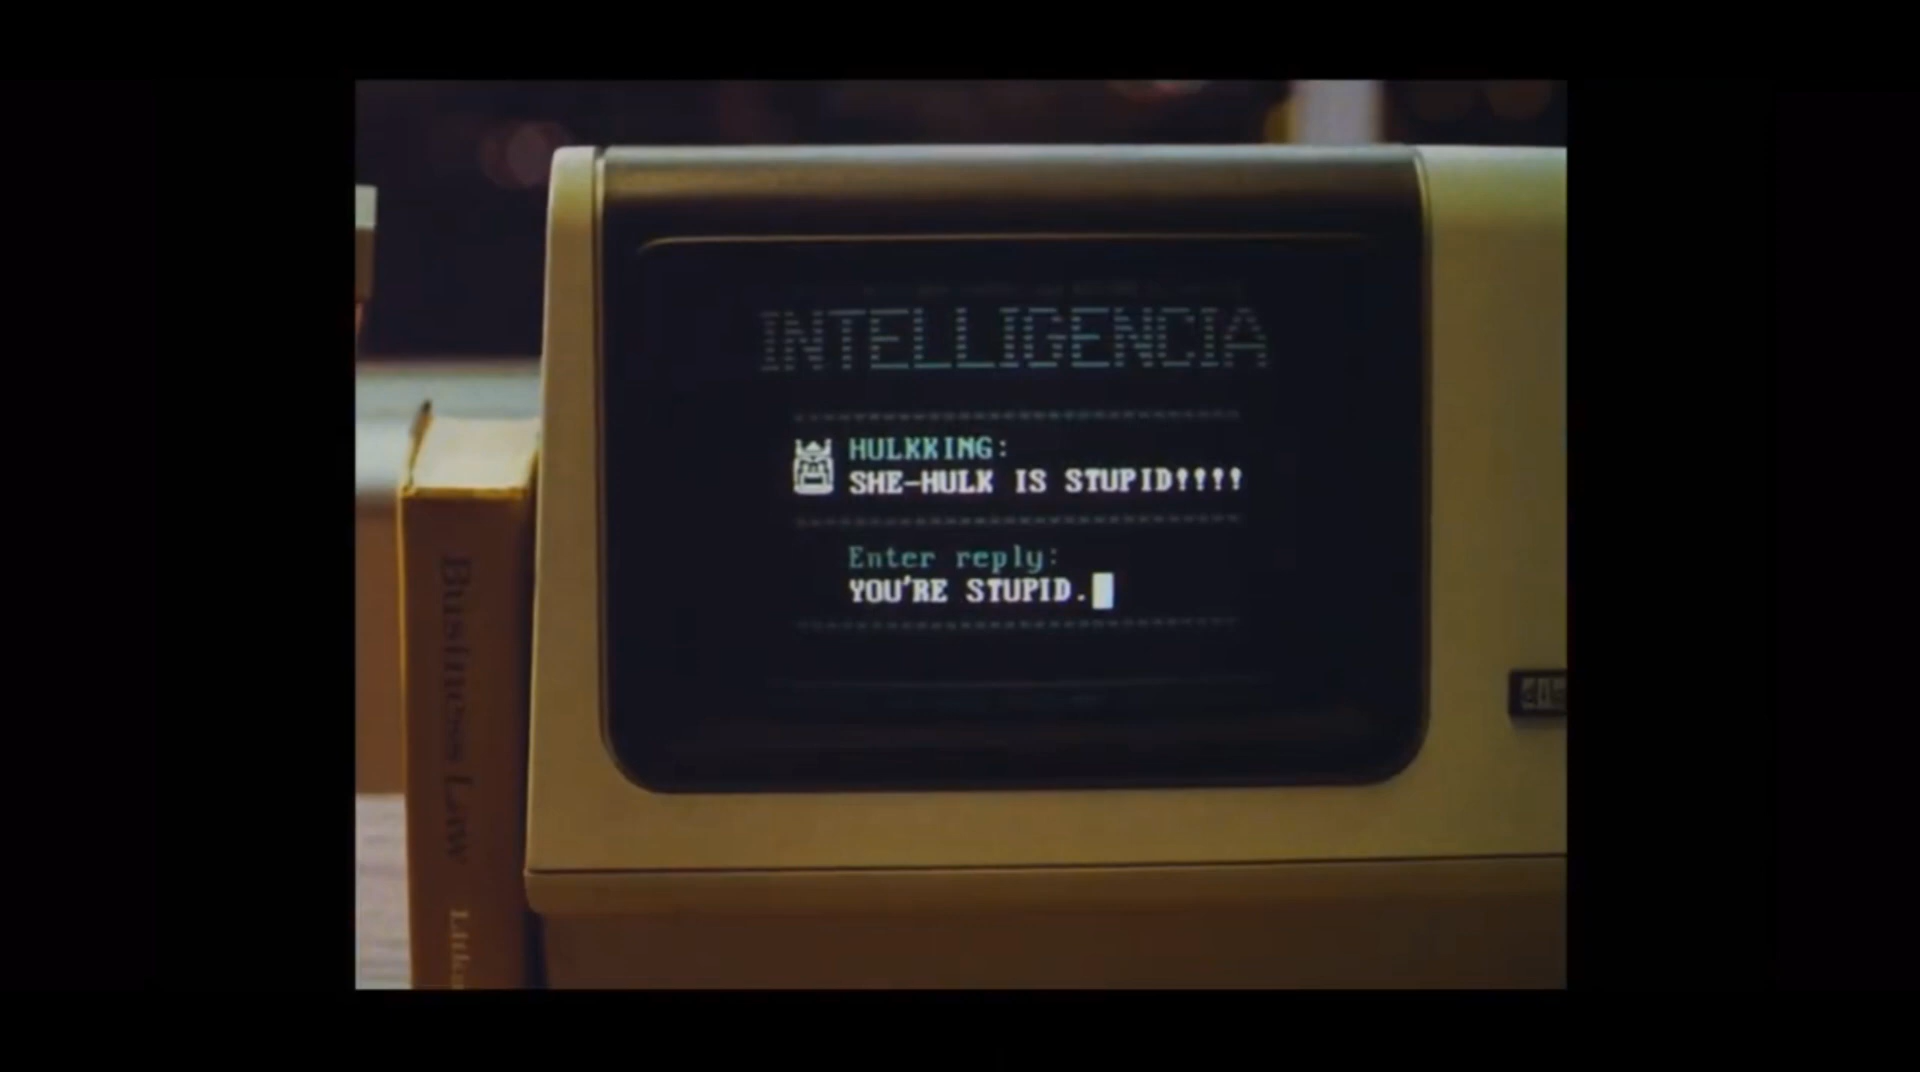 INTELLIGENCIA
HULKKING:
SHE-HULK IS STUPID!!!!
Enter reply:
YOU'RE STUPID.
Business Law